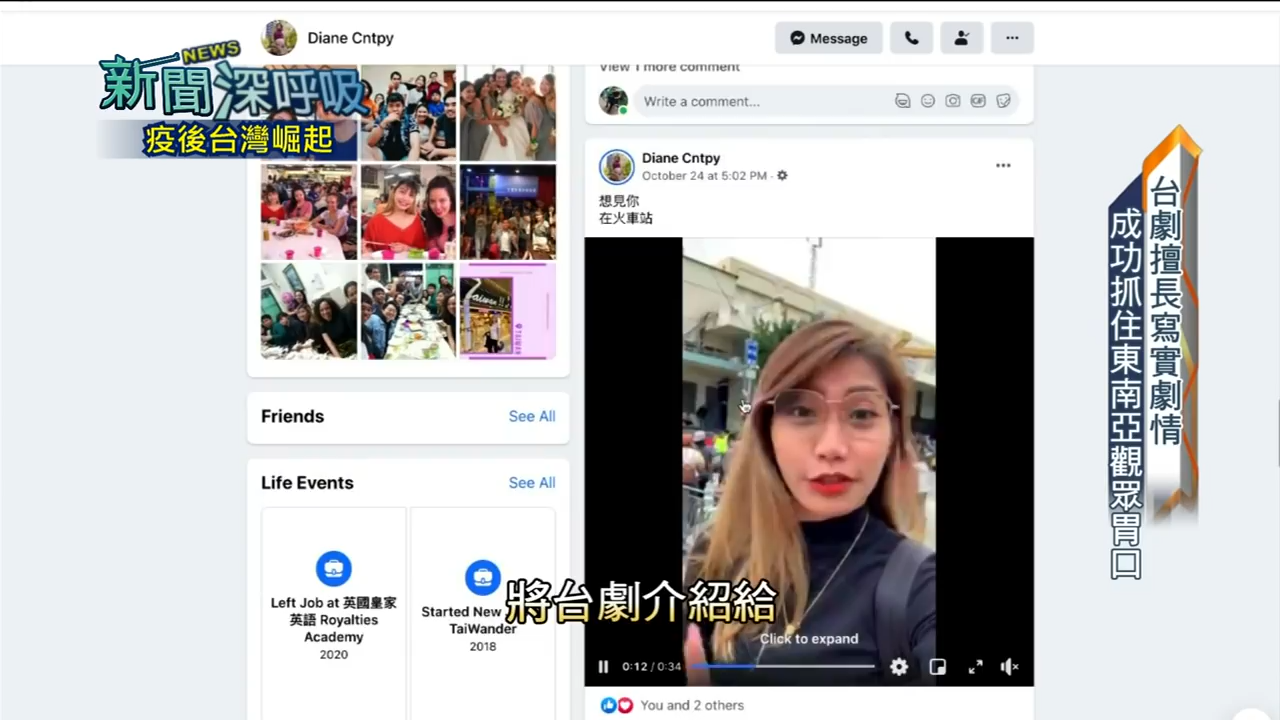 Diane Cntpy
Message
NEWS
新聞深呼吸
疫後台灣崛起
View 1 more comment
Write a comment...
Diane Cntpy
October 24 at 5:02 PM
想見你
在火車站
台劇擅長寫實劇情
成功抓住東南亞觀眾胃口
TAIWAN
Friends
See All
Life Events
See All
Left Job at 英國皇家
英語 Royalties
Academy
2020
Started New
TaiWander
2018
將台劇介紹給
Click to expand
0:12 / 0:34
You and 2 others